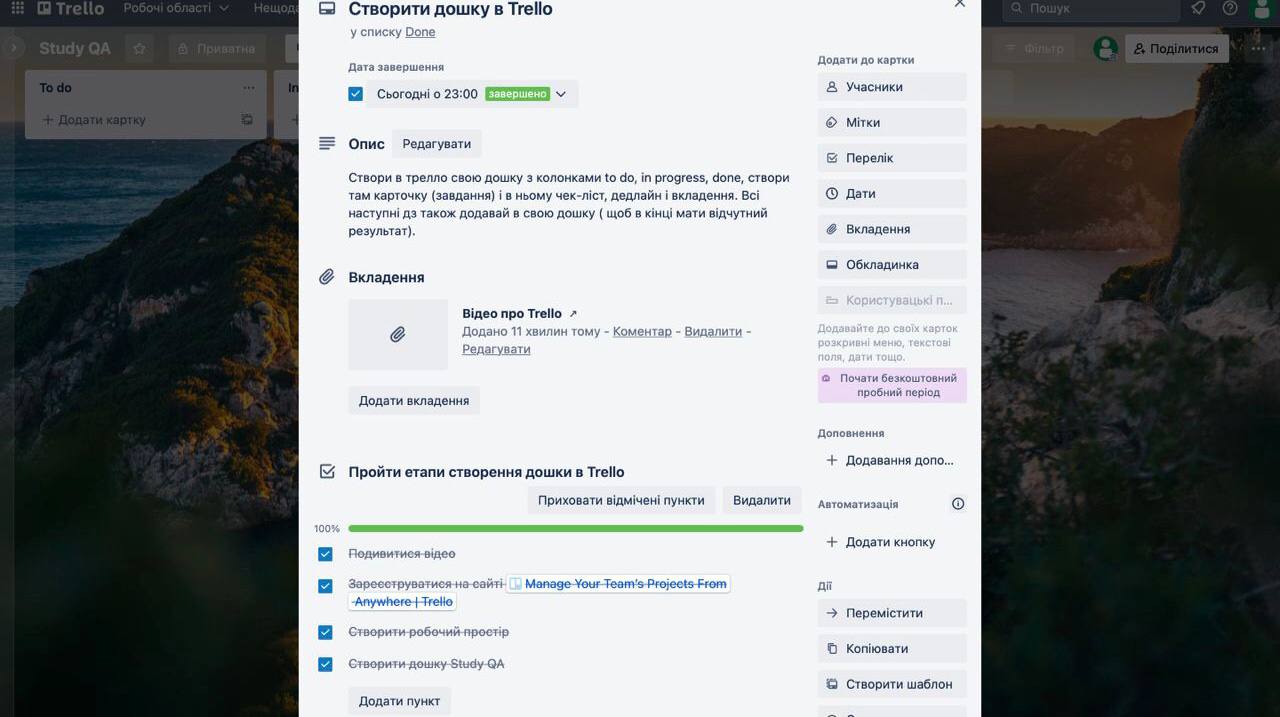 Створити дошку в Trello
Trello
Робочі області
Нещода
Пошук
у списку Done
Study QA
Приватна
Фільтр
Поділитися
To do
In
Додати картку
Дата завершення
Сьогодні о 23:00 завершено
Опис
Редагувати
Створи в трелло свою дошку з колонками to do, in progress, done, створи
там карточку (завдання) і в ньому чек-ліст, дедлайн і вкладення. Всі
наступні дз також додавай в свою дошку ( щоб в кінці мати відчутний
результат).
Вкладення
Відео про Trello ↗
Додано 11 хвилин тому - Коментар - Видалити -
Редагувати
Додати вкладення
Пройти етапи створення дошки в Trello
Приховати відмічені пункти
Видалити
100%
Подивитися відео
Зареєструватися на сайті Manage Your Team's Projects From
Anywhere | Trello
Створити робочий простір
Створити дошку Study QA
Додати пункт
Додати до картки
Учасники
Мітки
Перелік
Дати
Вкладення
Обкладинка
Користувацькі п...
Додавайте до своїх карток
розкривні меню, текстові
поля, дати тощо.
Почати безкоштовний
пробний період
Доповнення
Додавання допо...
Автоматизація
Додати кнопку
Дії
Перемістити
Копіювати
Створити шаблон